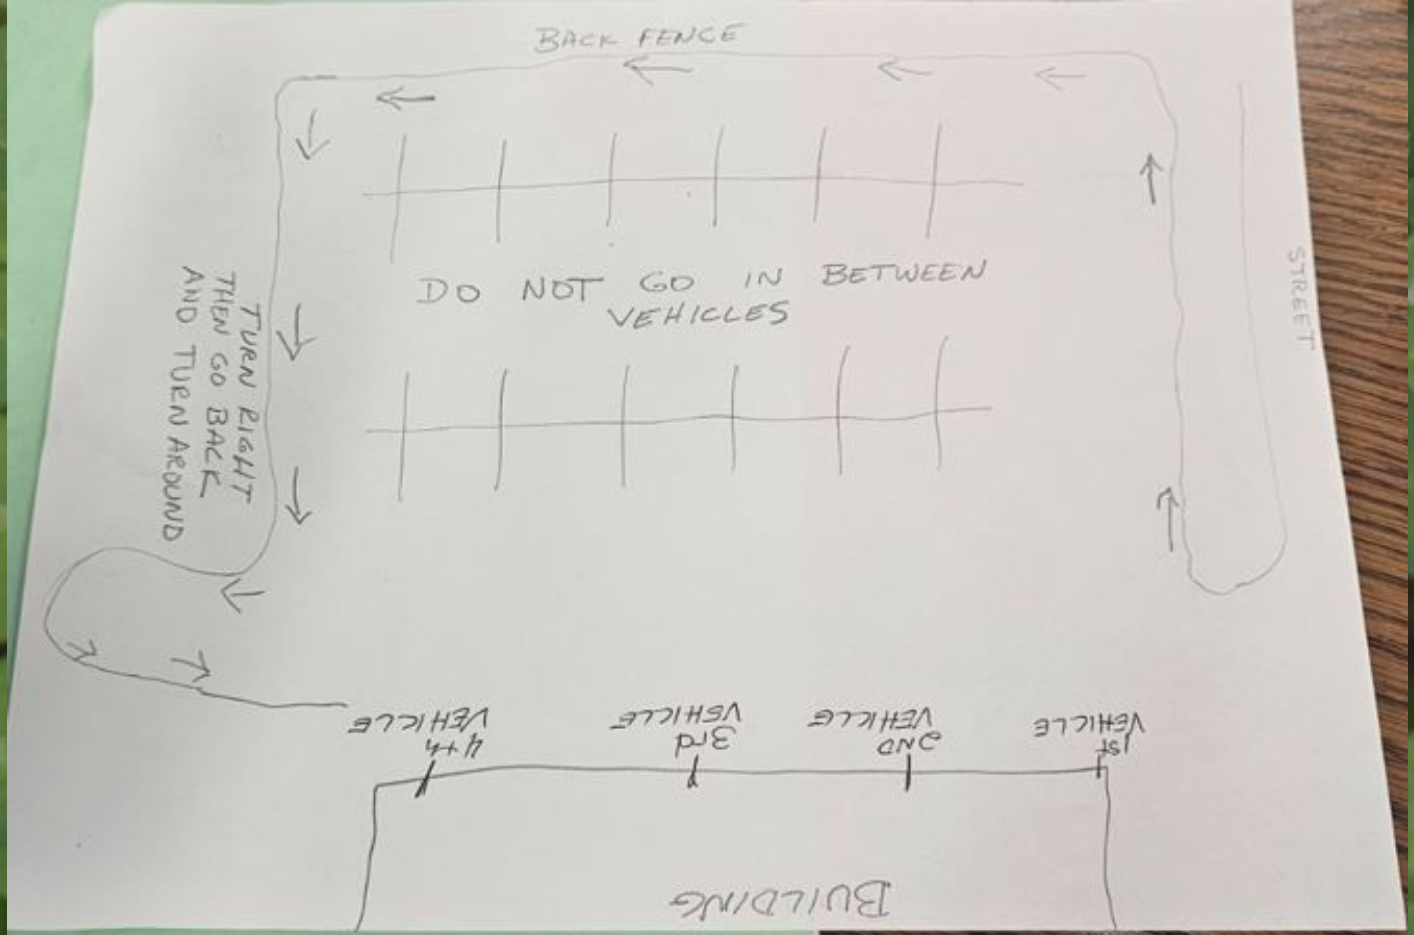 BACK FENCE
STREET
DO NOT GO IN BETWEEN
VEHICLES
TURN RIGHT
THEN GO BACK
AND TURN AROUND
4th
VEHICLE
3rd
VEHICLE
2ND
VEHICLE
1st
VEHICLE
BUILDING